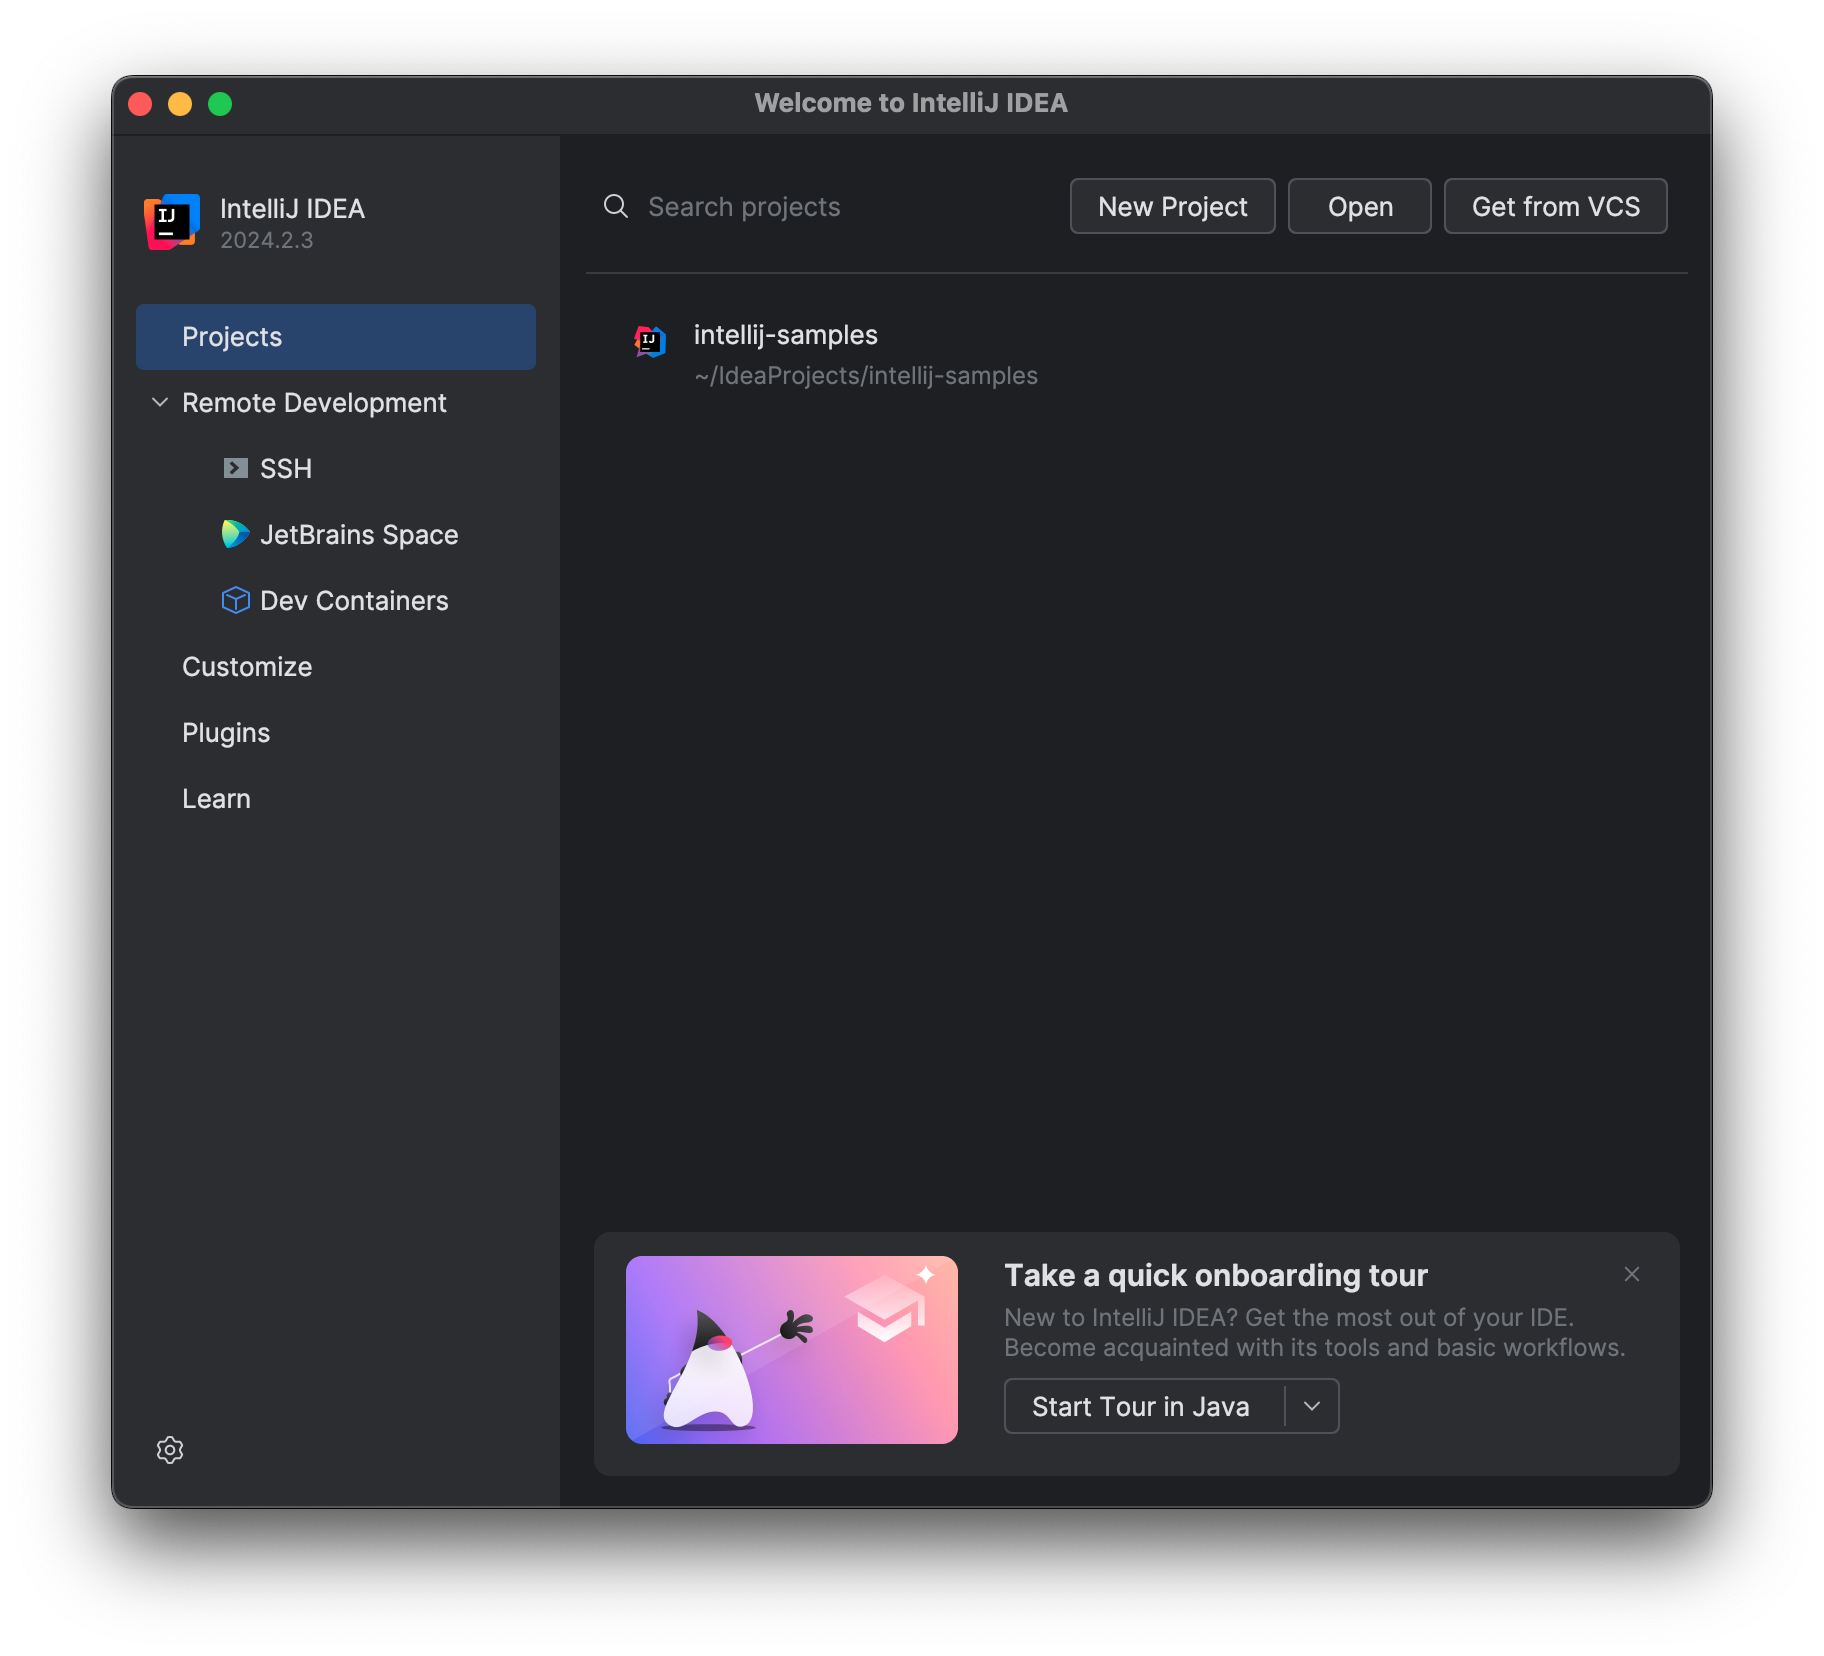 Welcome to IntelliJ IDEA
IJ
IntelliJ IDEA
2024.2.3
Projects
Remote Development
SSH
JetBrains Space
Dev Containers
Customize
Plugins
Learn
Search projects
New Project
Open
Get from VCS
IJ
intellij-samples
~/IdeaProjects/intellij-samples
Take a quick onboarding tour
New to IntelliJ IDEA? Get the most out of your IDE.
Become acquainted with its tools and basic workflows.
Start Tour in Java